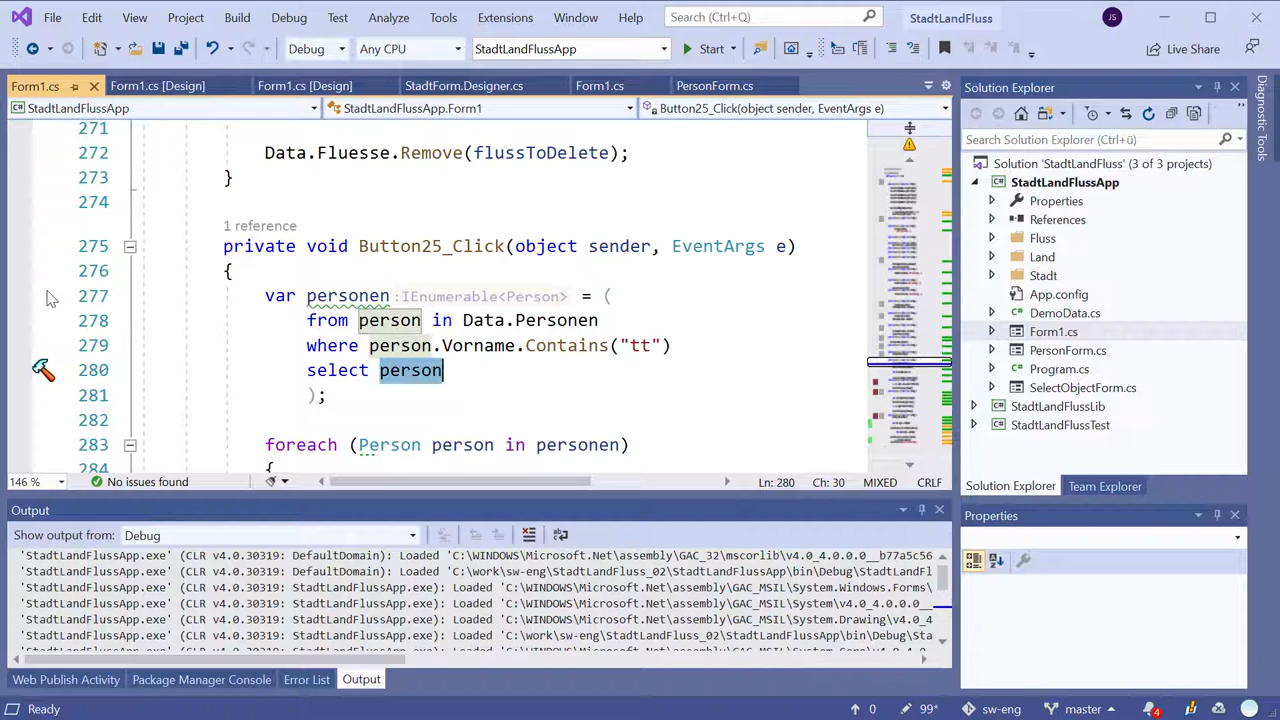 File Edit View Project Build Debug Test Analyze Tools Extensions Window Help Search (Ctrl+Q) StadtLandFluss JS
Debug Any CPU StadtLandFlussApp Start Live Share
Form1.cs Form1.cs [Design] Form1.cs [Design] StadtForm.Designer.cs Form1.cs PersonForm.cs
StadtLandFlussApp StadtLandFlussApp.Form1 Button25_Click(object sender, EventArgs e)
271
272 Data.Fluesse.Remove(flussToDelete);
273 }
274
1 reference
275 private void Button25_Click(object sender, EventArgs e)
276 {
277 var personen :IEnumerable<Person> = (
278 from person in Data.Personen
279 where person.Vorname.Contains("tt")
280 select person
281 );
282
283 foreach (Person person in personen)
284 {
146 % No issues found Ln: 280 Ch: 30 MIXED CRLF
Output
Show output from: Debug
'StadtLandFlussApp.exe' (CLR v4.0.30319: DefaultDomain): Loaded 'C:\WINDOWS\Microsoft.Net\assembly\GAC_32\mscorlib\v4.0_4.0.0.0__b77a5c56
'StadtLandFlussApp.exe' (CLR v4.0.30319: DefaultDomain): Loaded 'C:\work\sw-eng\StadtLandFluss_02\StadtLandFlussApp\bin\Debug\StadtLandFl
'StadtLandFlussApp.exe' (CLR v4.0.30319: StadtLandFlussApp.exe): Loaded 'C:\WINDOWS\Microsoft.Net\assembly\GAC_MSIL\System.Windows.Forms\
'StadtLandFlussApp.exe' (CLR v4.0.30319: StadtLandFlussApp.exe): Loaded 'C:\WINDOWS\Microsoft.Net\assembly\GAC_MSIL\System\v4.0_4.0.0.0__
'StadtLandFlussApp.exe' (CLR v4.0.30319: StadtLandFlussApp.exe): Loaded 'C:\WINDOWS\Microsoft.Net\assembly\GAC_MSIL\System.Drawing\v4.0_4
'StadtLandFlussApp.exe' (CLR v4.0.30319: StadtLandFlussApp.exe): Loaded 'C:\work\sw-eng\StadtLandFluss_02\StadtLandFlussApp\bin\Debug\Sta
Web Publish Activity Package Manager Console Error List Output
Solution Explorer
Search Solution Explorer (Ctrl+ü)
Solution 'StadtLandFluss' (3 of 3 projects)
StadtLandFlussApp
Properties
References
Fluss
Land
Stadt
App.config
DemoData.cs
Form1.cs
PersonForm.cs
Program.cs
SelectObjectForm.cs
StadtLandFlussLib
StadtLandFlussTest
Solution Explorer Team Explorer
Properties
Diagnostic Tools
Ready 0 99* sw-eng master 4